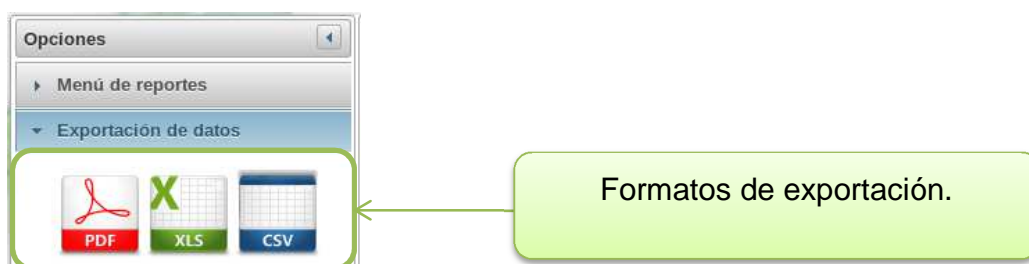 Opciones
Menú de reportes
Exportación de datos
PDF XLS CSV
Formatos de exportación.